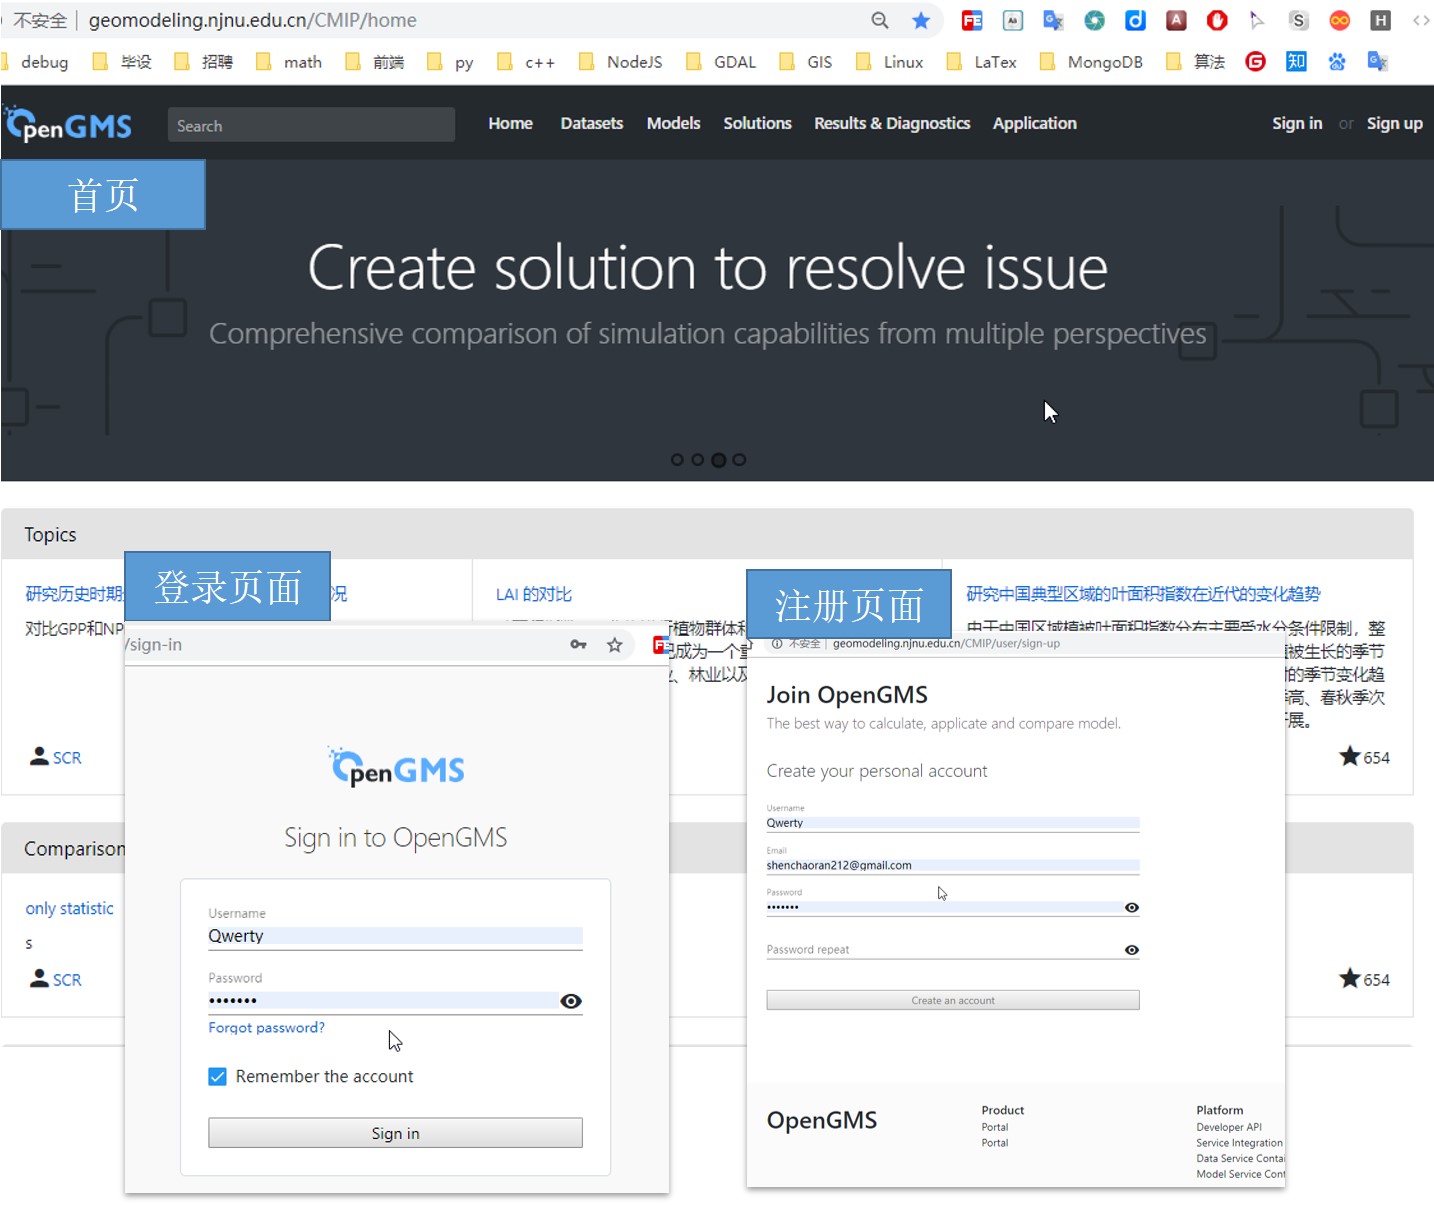 不安全 | geomodeling.njnu.edu.cn/CMIP/home
debug 毕设 招聘 math 前端 py c++ NodeJS GDAL GIS Linux LaTex MongoDB 算法 知
OpenGMS Search Home Datasets Models Solutions Results & Diagnostics Application Sign in or Sign up
首页
Create solution to resolve issue
Comprehensive comparison of simulation capabilities from multiple perspectives
Topics
研究历史时期
况
对比GPP和NP
SCR
LAI 的对比
植物群体和
已成为一个重
、林业以及
研究中国典型区域的叶面积指数在近代的变化趋势
由于中国区域植被叶面积指数分布主要受水分条件限制，整
被生长的季节
的季节变化趋
高、春秋季次
展。
654
Comparison
only statistic
s
SCR
654
登录页面
/sign-in
OpenGMS
Sign in to OpenGMS
Username
Qwerty
Password
•••••••
Forgot password?
Remember the account
Sign in
注册页面
不安全 | geomodeling.njnu.edu.cn/CMIP/user/sign-up
Join OpenGMS
The best way to calculate, applicate and compare model.
Create your personal account
Username
Qwerty
Email
shenchaoran212@gmail.com
Password
•••••••
Password repeat
Create an account
OpenGMS
Product
Portal
Portal
Platform
Developer API
Service Integration
Data Service Conta
Model Service Cont